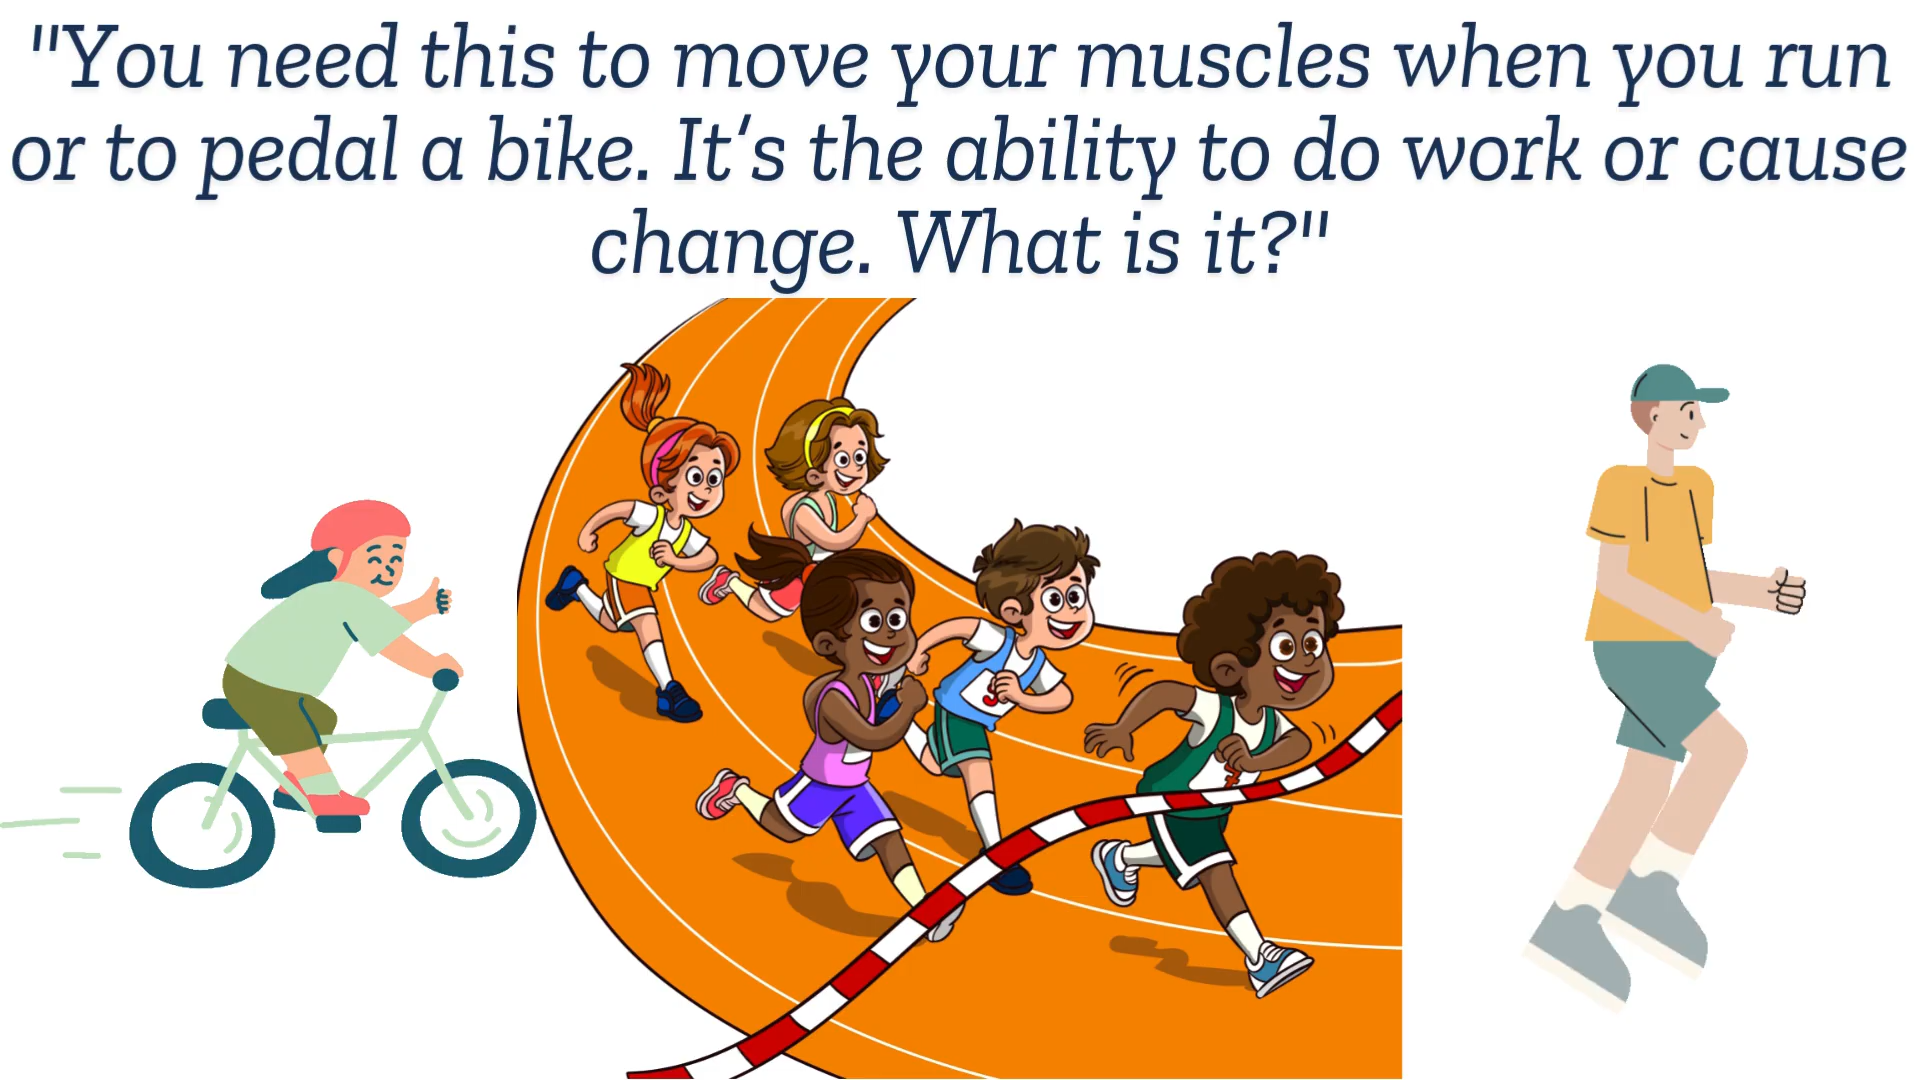 "You need this to move your muscles when you run
or to pedal a bike. It‘s the ability to do work or cause
change. What is it?"